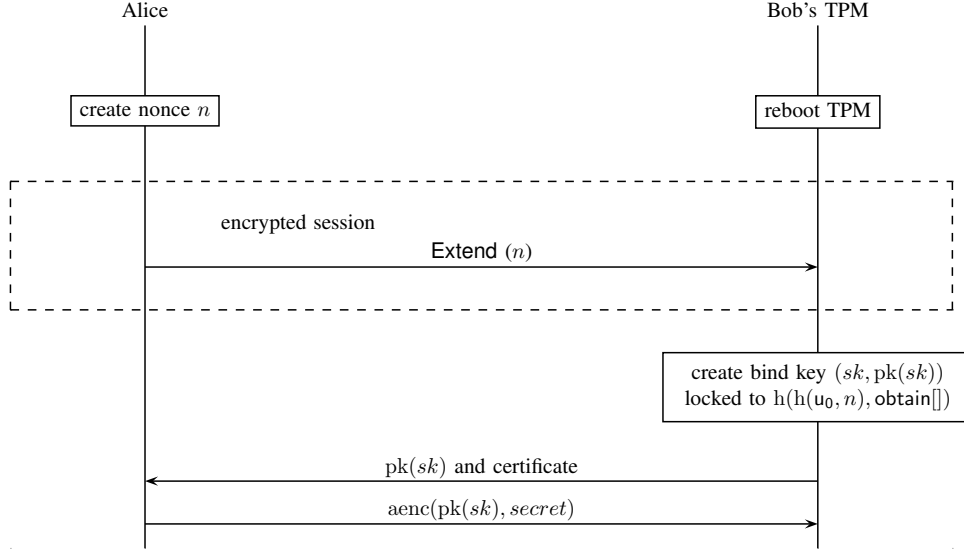 Alice
Bob's TPM
create nonce n
reboot TPM
encrypted session
Extend (n)
create bind key (sk, pk(sk))
locked to h(h(u₀, n), obtain[])
pk(sk) and certificate
aenc(pk(sk), secret)